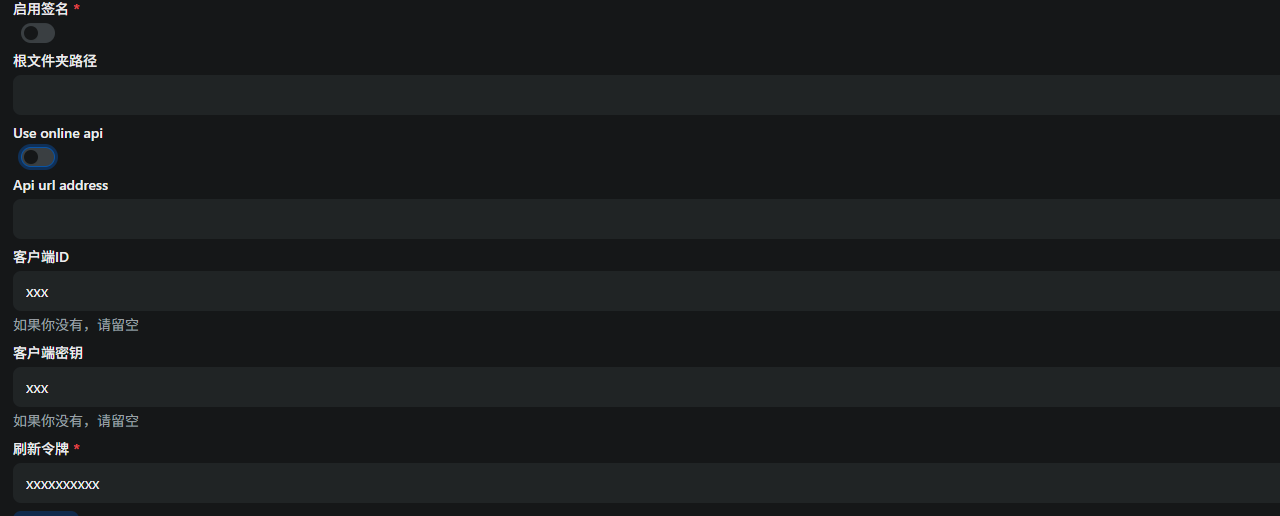 启用签名 *
根文件夹路径
Use online api
Api url address
客户端ID
xxx
如果你没有，请留空
客户端密钥
xxx
如果你没有，请留空
刷新令牌 *
xxxxxxxxxx